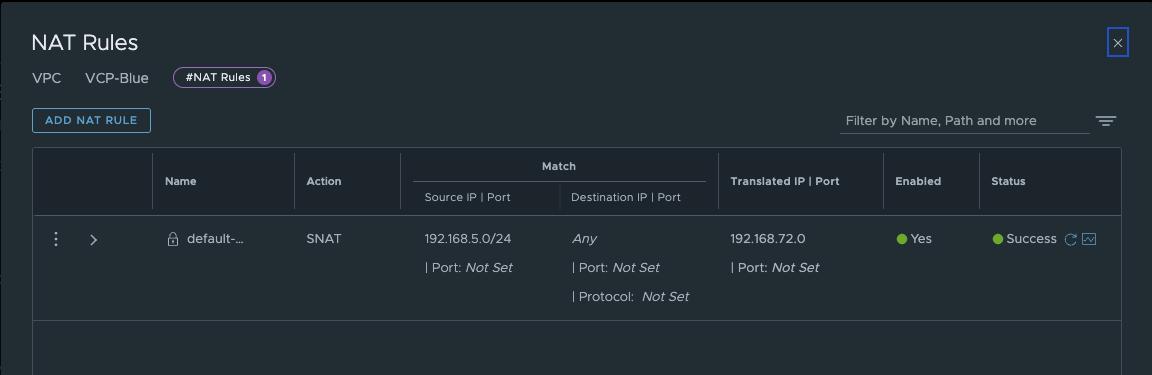 NAT Rules
VPC VCP-Blue #NAT Rules 1
ADD NAT RULE Filter by Name, Path and more
Match
Name Action Translated IP | Port Enabled Status
Source IP | Port Destination IP | Port
default-... SNAT 192.168.5.0/24 Any 192.168.72.0 Yes Success
| Port: Not Set | Port: Not Set | Port: Not Set
| Protocol: Not Set